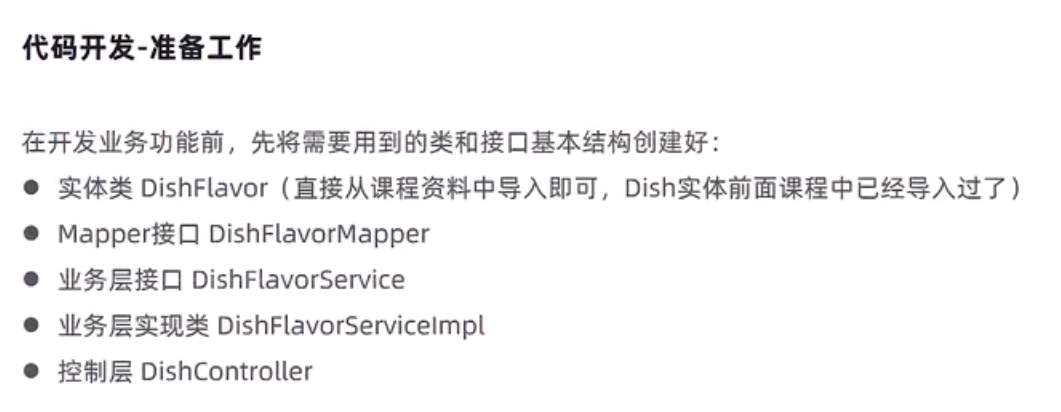 代码开发-准备工作
在开发业务功能前，先将需要用到的类和接口基本结构创建好：
● 实体类 DishFlavor（直接从课程资料中导入即可，Dish实体前面课程中已经导入过了）
● Mapper接口 DishFlavorMapper
● 业务层接口 DishFlavorService
● 业务层实现类 DishFlavorServiceImpl
● 控制层 DishController